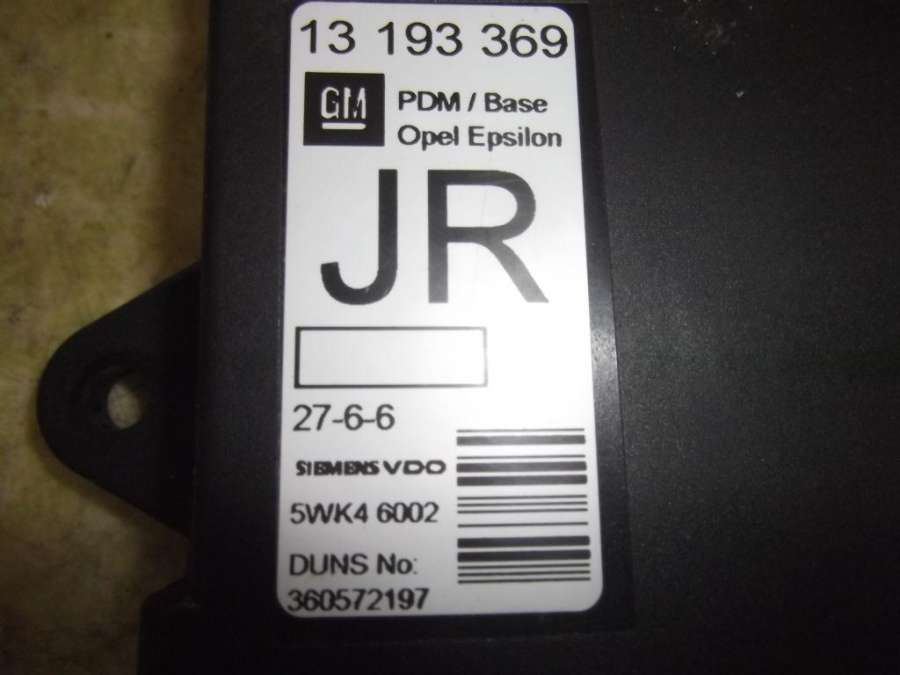 13 193 369
GM
PDM / Base
Opel Epsilon
JR
27-6-6
SIEMENS VDO
5WK4 6002
DUNS No:
360572197